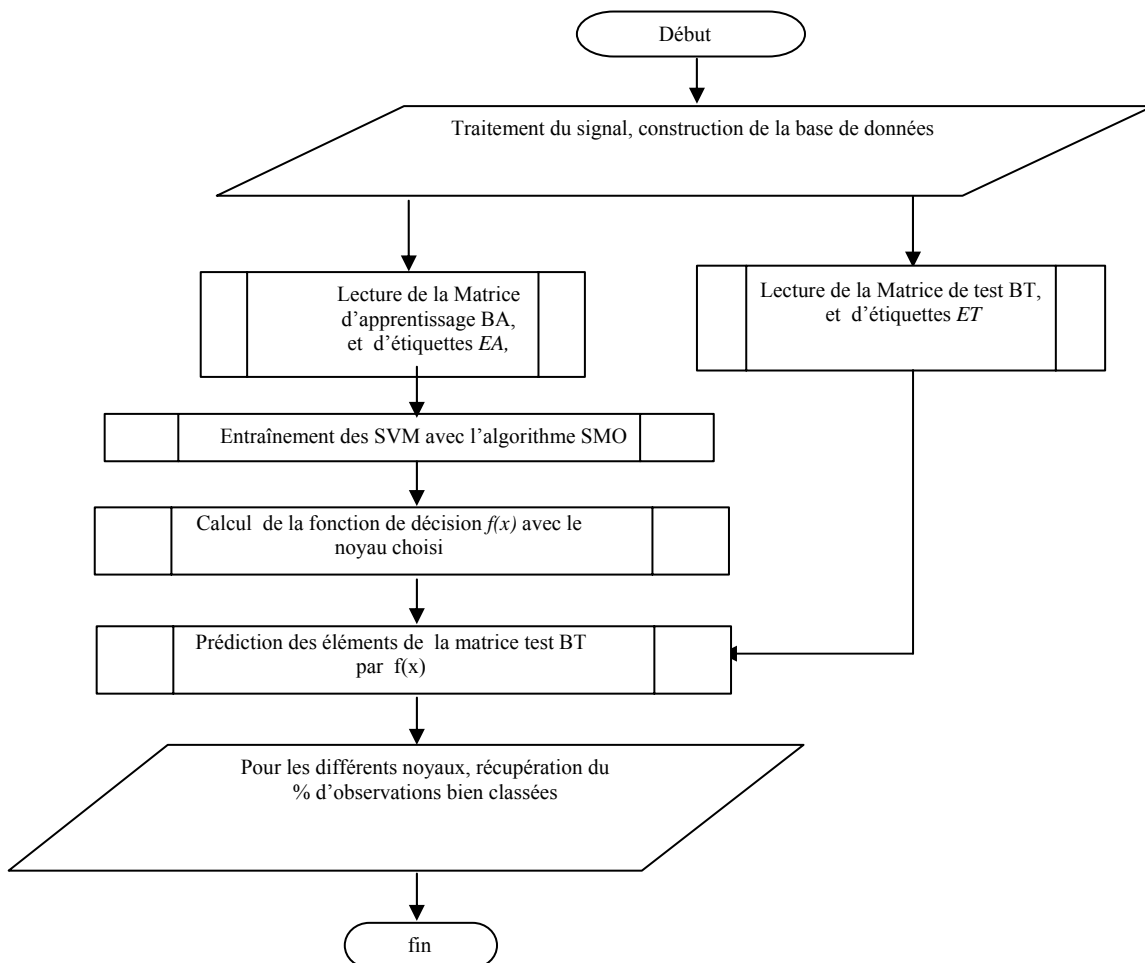 Début
Traitement du signal, construction de la base de données
Lecture de la Matrice
d'apprentissage BA,
et d'étiquettes EA,
Lecture de la Matrice de test BT,
et d'étiquettes ET
Entraînement des SVM avec l'algorithme SMO
Calcul de la fonction de décision f(x) avec le
noyau choisi
Prédiction des éléments de la matrice test BT
par f(x)
Pour les différents noyaux, récupération du
% d'observations bien classées
fin